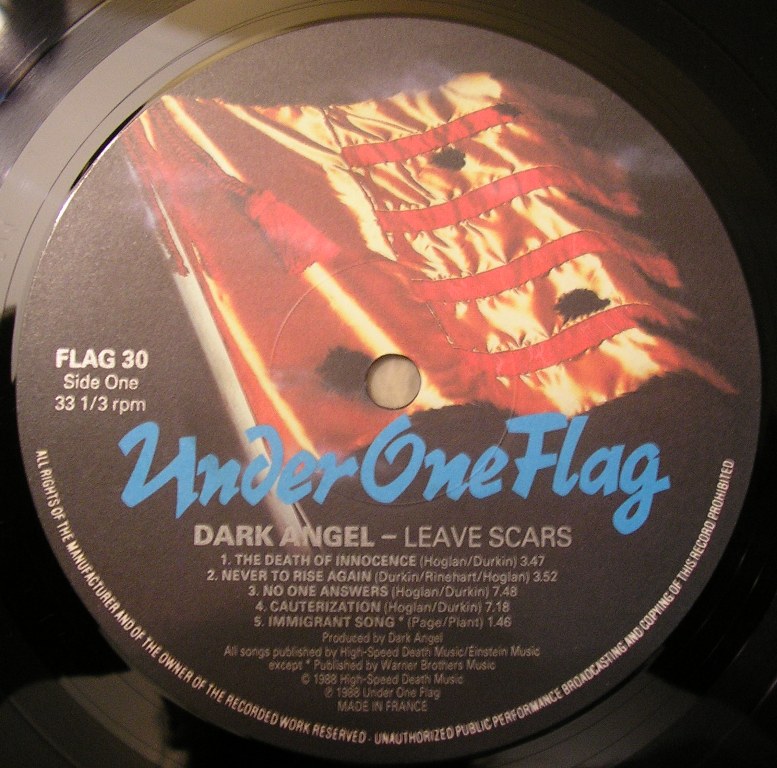 FLAG 30
Side One
33 1/3 rpm
Under One Flag
DARK ANGEL – LEAVE SCARS
1. THE DEATH OF INNOCENCE (Hoglan/Durkin) 3.47
2. NEVER TO RISE AGAIN (Durkin/Rinehart/Hoglan) 3.52
3. NO ONE ANSWERS (Hoglan/Durkin) 7.48
4. CAUTERIZATION (Hoglan/Durkin) 7.18
5. IMMIGRANT SONG * (Page/Plant) 1.46
Produced by Dark Angel
All songs published by High-Speed Death Music/Einstein Music
except * Published by Warner Brothers Music
© 1988 High-Speed Death Music
℗ 1988 Under One Flag
MADE IN FRANCE
ALL RIGHTS OF THE MANUFACTURER AND OF THE OWNER OF THE RECORDED WORK RESERVED - UNAUTHORIZED PUBLIC PERFORMANCE BROADCASTING AND COPYING OF THIS RECORD PROHIBITED